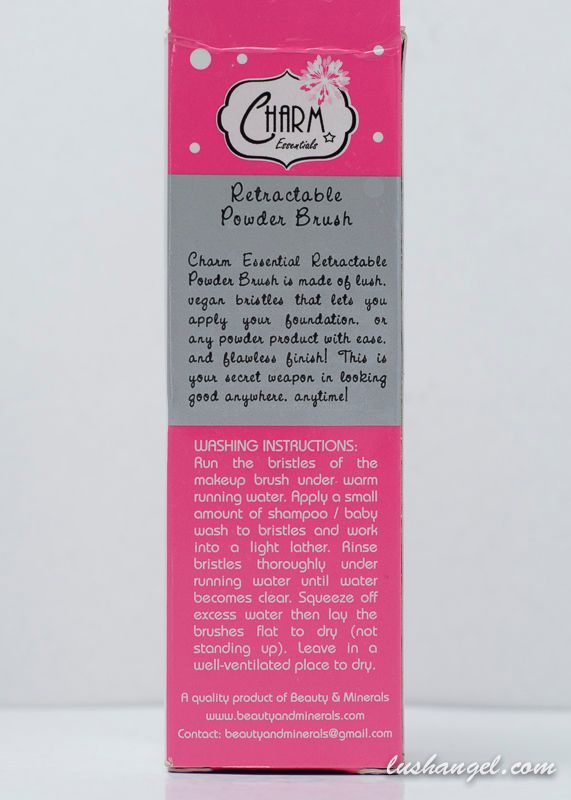 CHARM
Essentials
Retractable
Powder Brush
Charm Essential Retractable
Powder Brush is made of lush,
vegan bristles that lets you
apply your foundation, or
any powder product with ease,
and flawless finish! This is
your secret weapon in looking
good anywhere, anytime!
WASHING INSTRUCTIONS:
Run the bristles of the
makeup brush under warm
running water. Apply a small
amount of shampoo / baby
wash to bristles and work
into a light lather. Rinse
bristles thoroughly under
running water until water
becomes clear. Squeeze off
excess water then lay the
brushes flat to dry (not
standing up). Leave in a
well-ventilated place to dry.
A quality product of Beauty & Minerals
www.beautyandminerals.com
Contact: beautyandminerals@gmail.com
lushangel.com